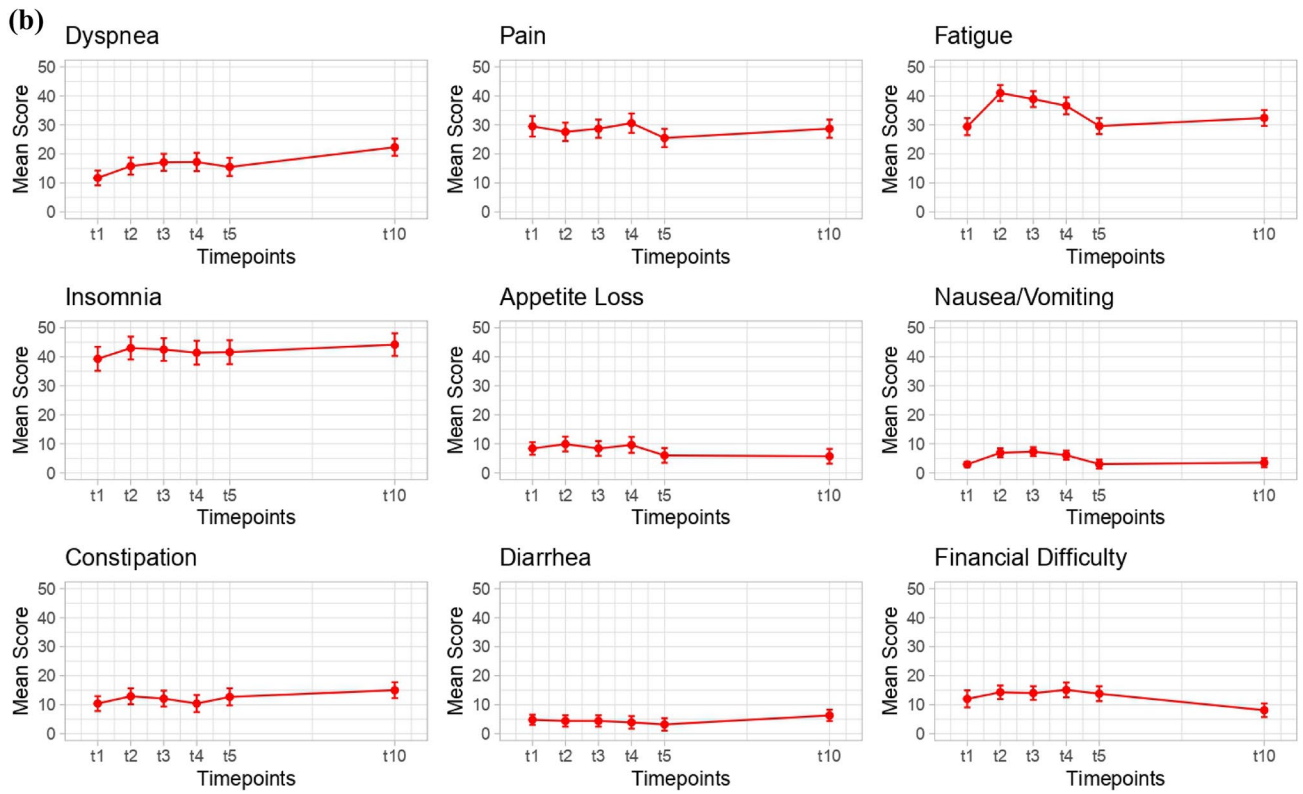 (b)
Dyspnea
Pain
Fatigue
Mean Score
50
40
30
20
10
0
t1 t2 t3 t4 t5 t10
Timepoints
Mean Score
50
40
30
20
10
0
t1 t2 t3 t4 t5 t10
Timepoints
Mean Score
50
40
30
20
10
0
t1 t2 t3 t4 t5 t10
Timepoints
Insomnia
Appetite Loss
Nausea/Vomiting
Mean Score
50
40
30
20
10
0
t1 t2 t3 t4 t5 t10
Timepoints
Mean Score
50
40
30
20
10
0
t1 t2 t3 t4 t5 t10
Timepoints
Mean Score
50
40
30
20
10
0
t1 t2 t3 t4 t5 t10
Timepoints
Constipation
Diarrhea
Financial Difficulty
Mean Score
50
40
30
20
10
0
t1 t2 t3 t4 t5 t10
Timepoints
Mean Score
50
40
30
20
10
0
t1 t2 t3 t4 t5 t10
Timepoints
Mean Score
50
40
30
20
10
0
t1 t2 t3 t4 t5 t10
Timepoints